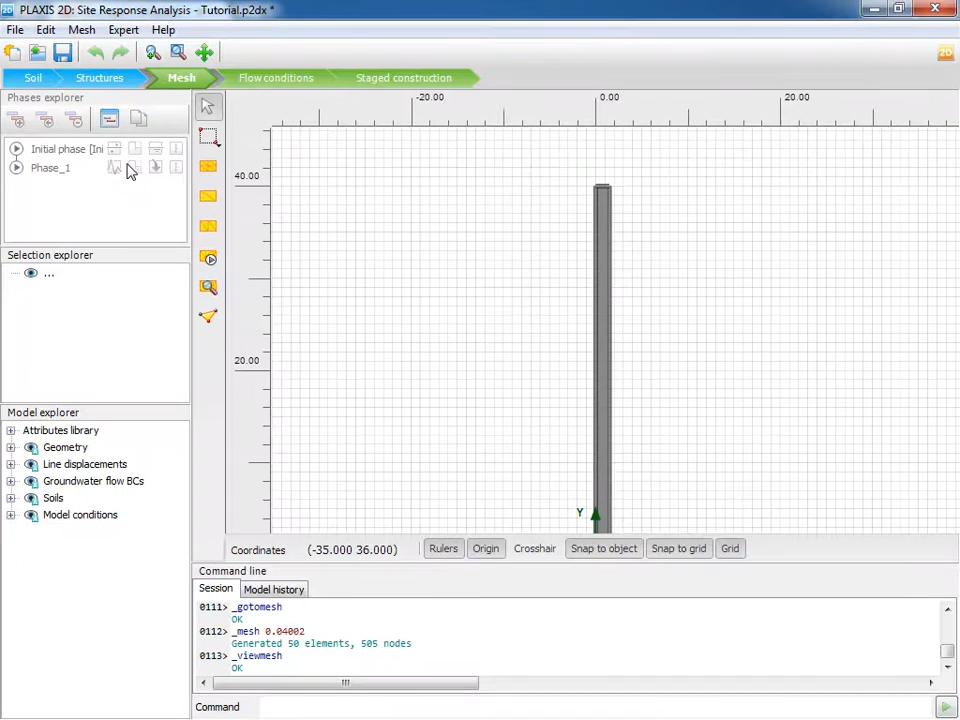 2D PLAXIS 2D: Site Response Analysis - Tutorial.p2dx *
File Edit Mesh Expert Help
2D
Soil Structures Mesh Flow conditions Staged construction
Phases explorer
-20.00 0.00 20.00
Initial phase [Ini
Phase_1
40.00
Selection explorer
...
20.00
Model explorer
Attributes library
Geometry
Line displacements
Groundwater flow BCs
Soils
Model conditions
Y
Coordinates (-35.000 36.000) Rulers Origin Crosshair Snap to object Snap to grid Grid
Command line
Session Model history
0111> _gotomesh
OK
0112> _mesh 0.04002
Generated 50 elements, 505 nodes
0113> _viewmesh
OK
Command